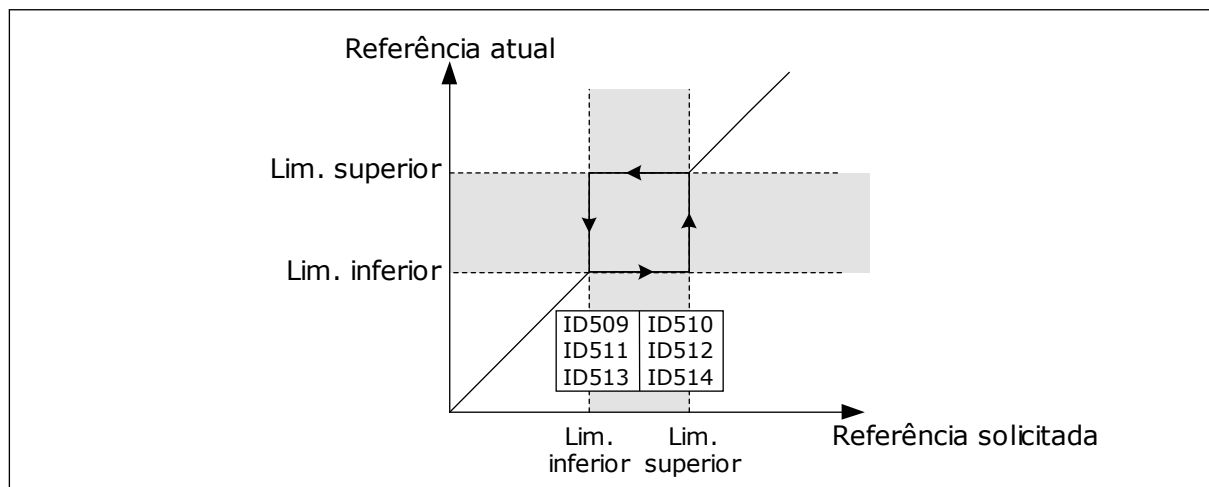 Referência atual
Lim. superior
Lim. inferior
ID509 ID510
ID511 ID512
ID513 ID514
Lim. inferior
Lim. superior
Referência solicitada